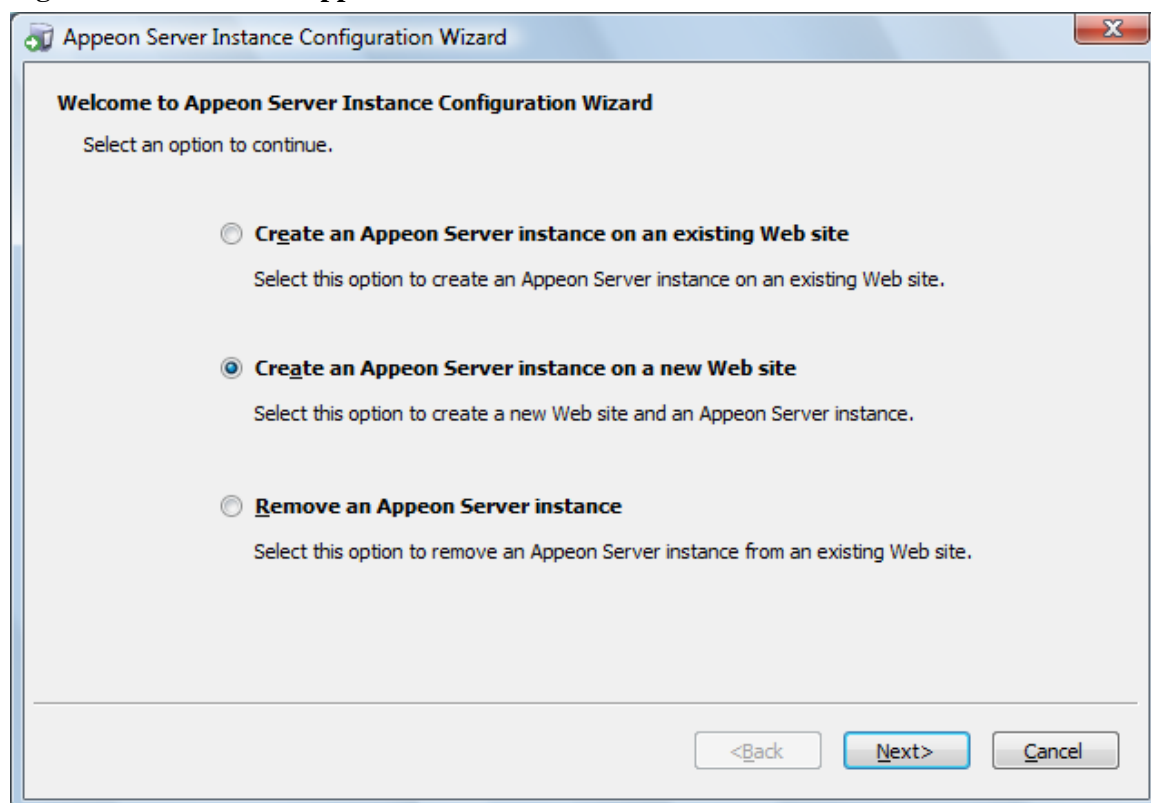 Appeon Server Instance Configuration Wizard
Welcome to Appeon Server Instance Configuration Wizard
Select an option to continue.
Create an Appeon Server instance on an existing Web site
Select this option to create an Appeon Server instance on an existing Web site.
Create an Appeon Server instance on a new Web site
Select this option to create a new Web site and an Appeon Server instance.
Remove an Appeon Server instance
Select this option to remove an Appeon Server instance from an existing Web site.
<Back Next> Cancel